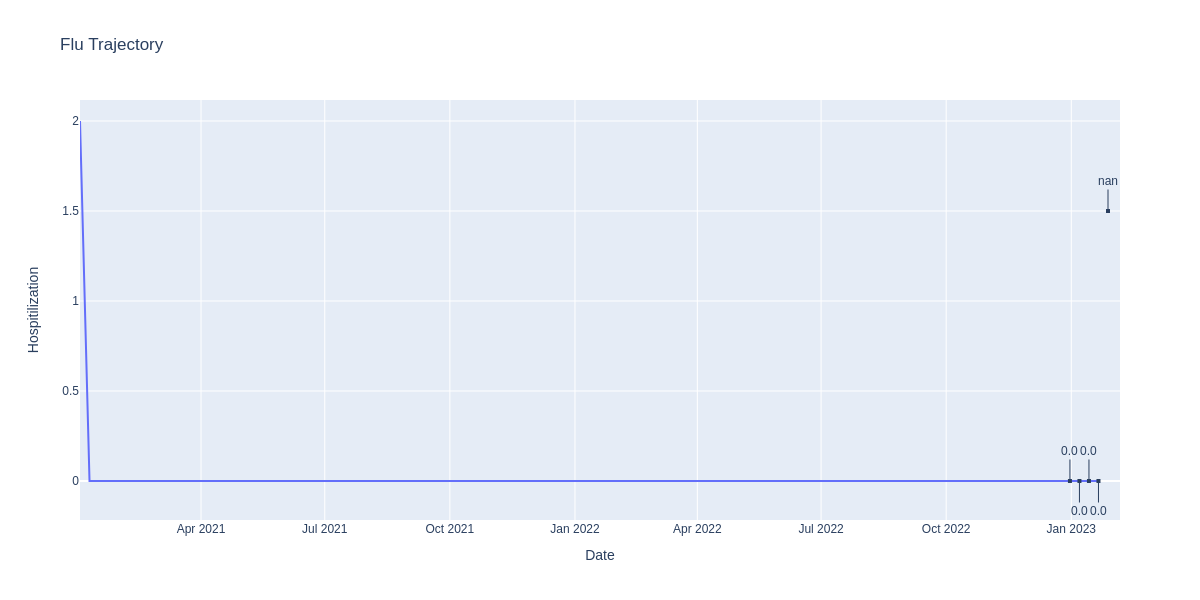 Flu Trajectory
Hospitilization
2
1.5
1
0.5
0
nan
0.0 0.0
0.0 0.0
Apr 2021 Jul 2021 Oct 2021 Jan 2022 Apr 2022 Jul 2022 Oct 2022 Jan 2023
Date